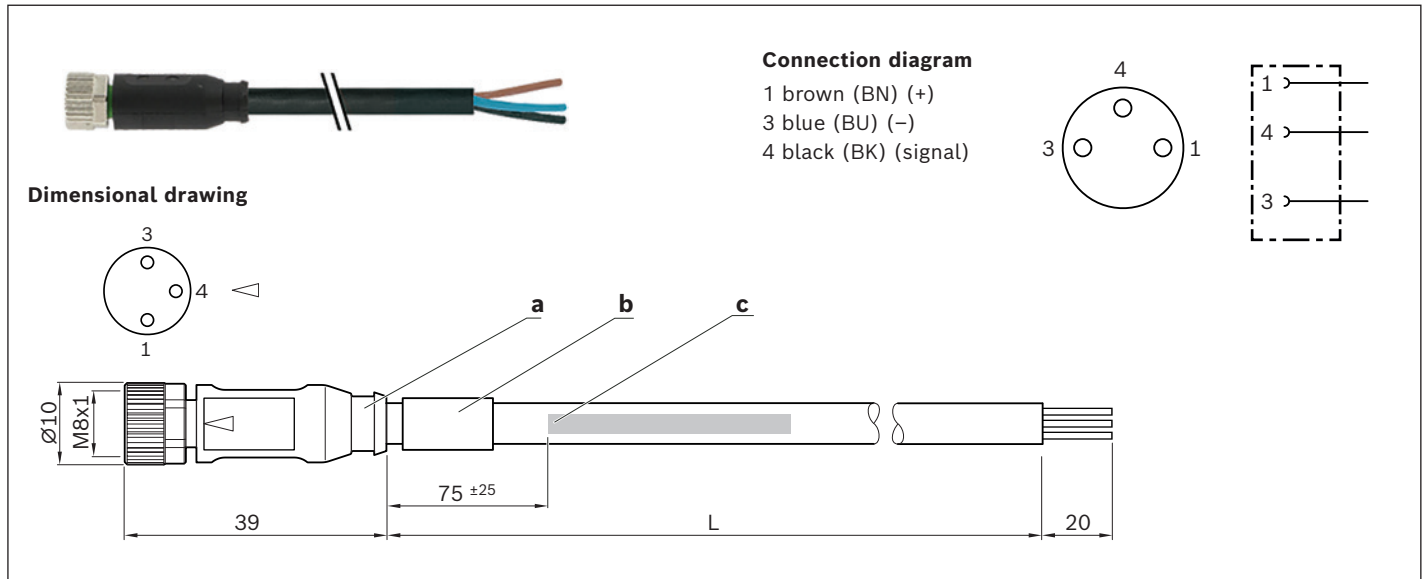 Connection diagram
1 brown (BN) (+)
3 blue (BU) (−)
4 black (BK) (signal)
4
3
1
1
4
3
Dimensional drawing
3
4
1
a
b
c
Ø10
M8x1
75 ±25
39
L
20